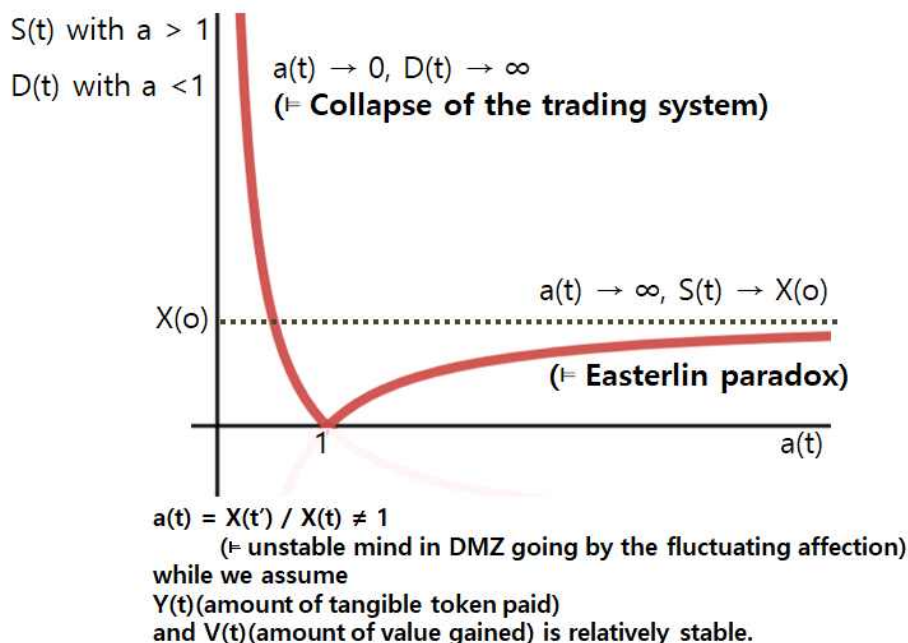 S(t) with a > 1
D(t) with a <1
a(t) → 0, D(t) → ∞
(⊨ Collapse of the trading system)
a(t) → ∞, S(t) → X(o)
X(o)
(⊨ Easterlin paradox)
1
a(t)
a(t) = X(t') / X(t) ≠ 1
(⊨ unstable mind in DMZ going by the fluctuating affection)
while we assume
Y(t)(amount of tangible token paid)
and V(t)(amount of value gained) is relatively stable.